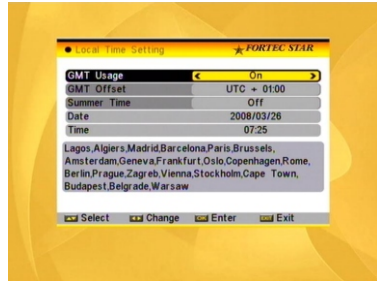 Local Time Setting
FORTEC STAR
GMT Usage On
GMT Offset UTC + 01:00
Summer Time Off
Date 2008/03/26
Time 07:25
Lagos,Algiers,Madrid,Barcelona,Paris,Brussels,
Amsterdam,Geneva,Frankfurt,Oslo,Copenhagen,Rome,
Berlin,Prague,Zagreb,Vienna,Stockholm,Cape Town,
Budapest,Belgrade,Warsaw
Select Change Enter Exit